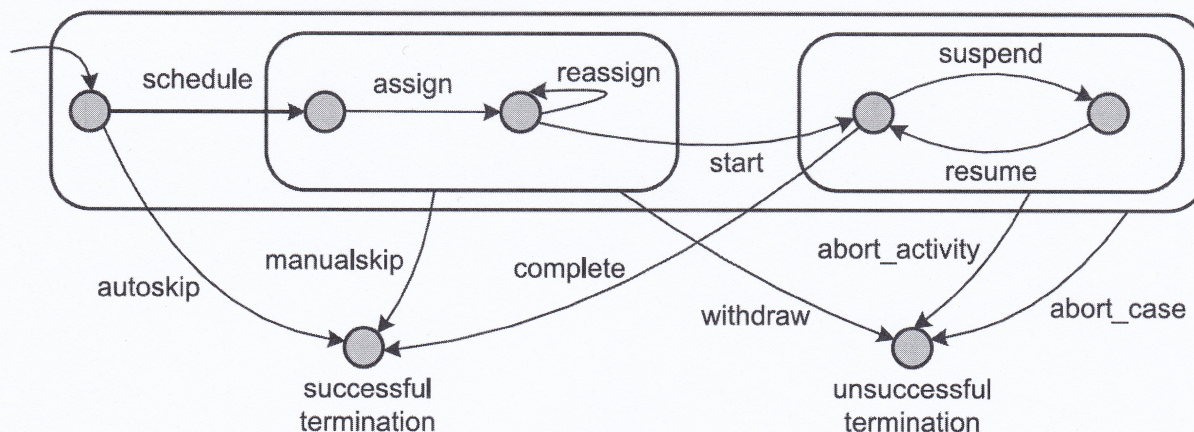 suspend
schedule
assign
reassign
start
resume
manualskip
complete
abort_activity
autoskip
withdraw
abort_case
successful
termination
unsuccessful
termination